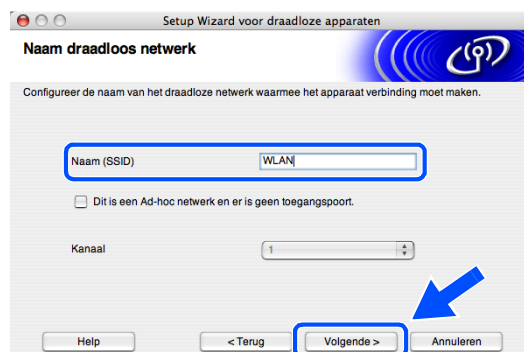 Setup Wizard voor draadloze apparaten
Naam draadloos netwerk
Configureer de naam van het draadloze netwerk waarmee het apparaat verbinding moet maken.
Naam (SSID) WLAN
Dit is een Ad-hoc netwerk en er is geen toegangspoort.
Kanaal 1
Help < Terug Volgende > Annuleren